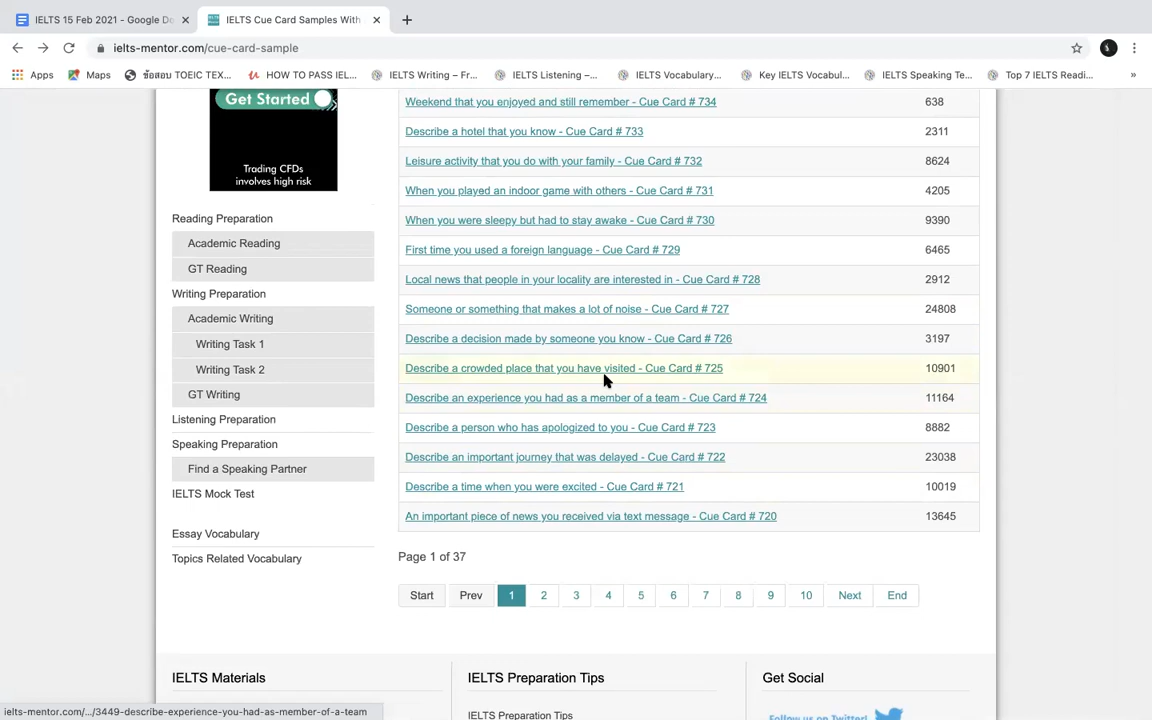 IELTS 15 Feb 2021 - Google Do
IELTS Cue Card Samples With
ielts-mentor.com/cue-card-sample
Apps
Maps
ข้อสอบ TOEIC TEX...
HOW TO PASS IEL...
IELTS Writing – Fr...
IELTS Listening –...
IELTS Vocabulary...
Key IELTS Vocabul...
IELTS Speaking Te...
Top 7 IELTS Readi...
»
Get Started
Trading CFDs
involves high risk
Reading Preparation
Academic Reading
GT Reading
Writing Preparation
Academic Writing
Writing Task 1
Writing Task 2
GT Writing
Listening Preparation
Speaking Preparation
Find a Speaking Partner
IELTS Mock Test
Essay Vocabulary
Topics Related Vocabulary
Weekend that you enjoyed and still remember - Cue Card # 734 638
Describe a hotel that you know - Cue Card # 733 2311
Leisure activity that you do with your family - Cue Card # 732 8624
When you played an indoor game with others - Cue Card # 731 4205
When you were sleepy but had to stay awake - Cue Card # 730 9390
First time you used a foreign language - Cue Card # 729 6465
Local news that people in your locality are interested in - Cue Card # 728 2912
Someone or something that makes a lot of noise - Cue Card # 727 24808
Describe a decision made by someone you know - Cue Card # 726 3197
Describe a crowded place that you have visited - Cue Card # 725 10901
Describe an experience you had as a member of a team - Cue Card # 724 11164
Describe a person who has apologized to you - Cue Card # 723 8882
Describe an important journey that was delayed - Cue Card # 722 23038
Describe a time when you were excited - Cue Card # 721 10019
An important piece of news you received via text message - Cue Card # 720 13645
Page 1 of 37
Start Prev 1 2 3 4 5 6 7 8 9 10 Next End
IELTS Materials
IELTS Preparation Tips
Get Social
IELTS Preparation Tips
Follow us on Twitter!
ielts-mentor.com/.../3449-describe-experience-you-had-as-member-of-a-team